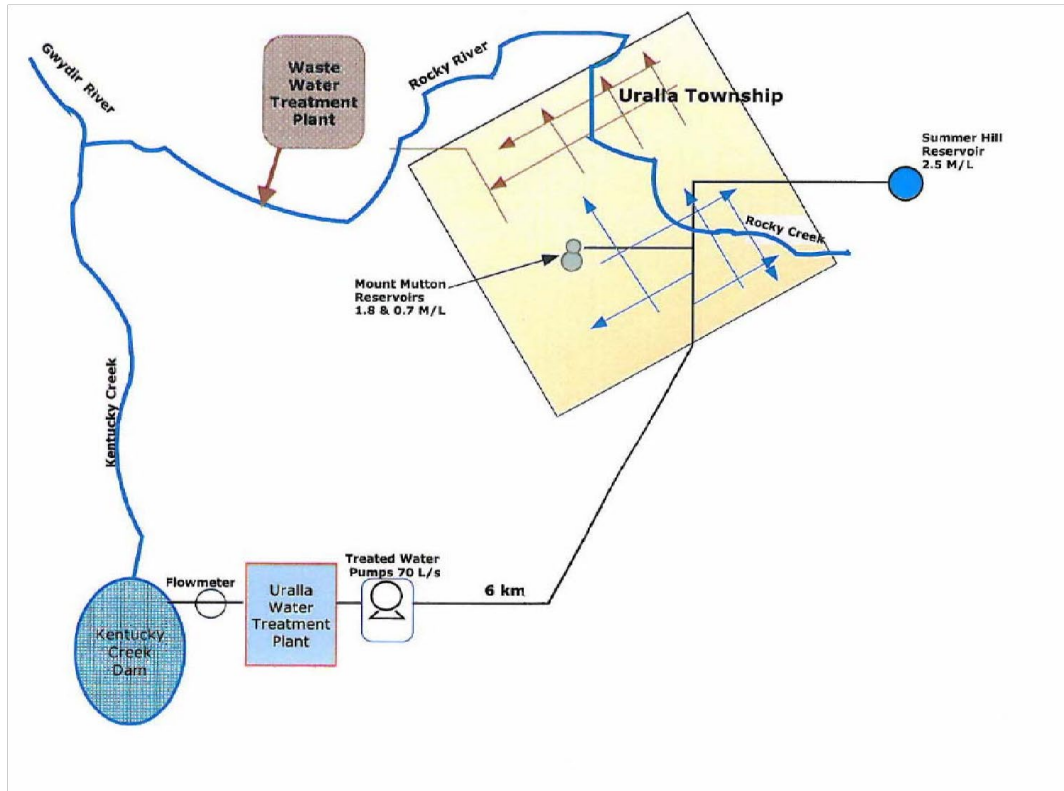 Gwydir River
Waste
Water
Treatment
Plant
Rocky River
Uralla Township
Summer Hill
Reservoir
2.5 M/L
Rocky Creek
Mount Mutton
Reservoirs
1.8 & 0.7 M/L
Kentucky Creek
Treated Water
Pumps 70 L/s
Flowmeter
Uralla
Water
Treatment
Plant
6 km
Kentucky
Creek
Dam